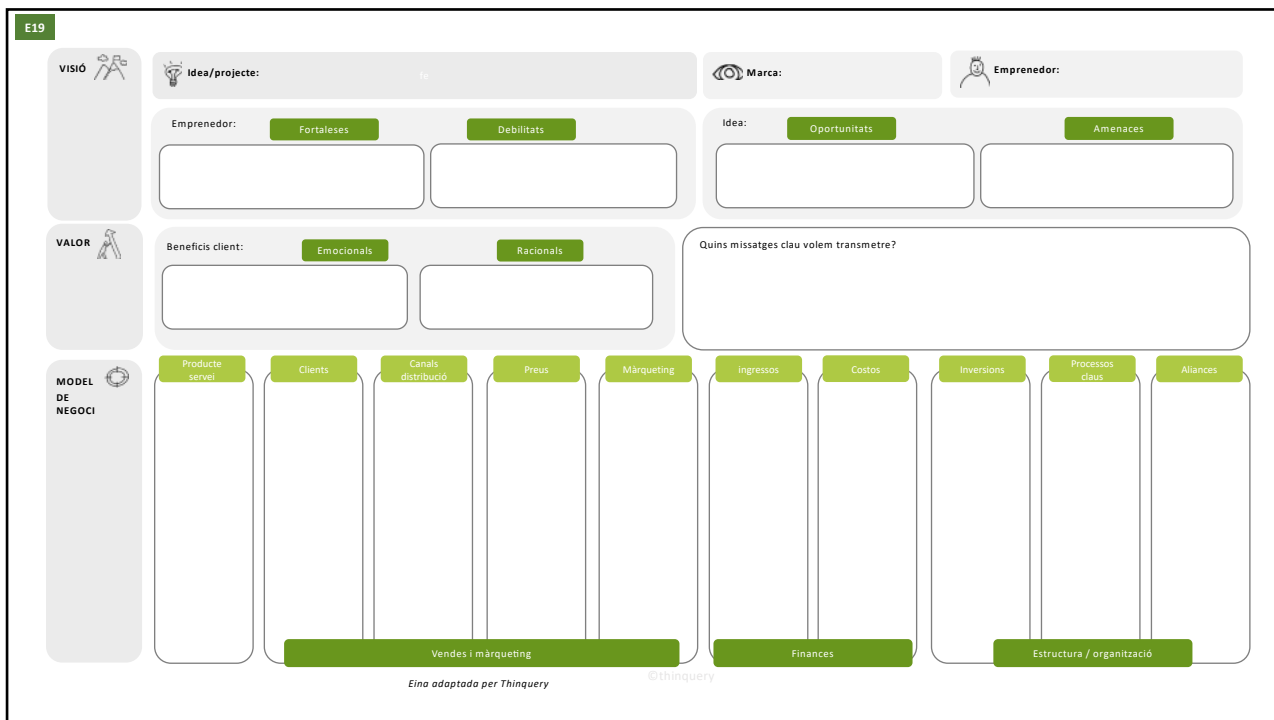 E19
VISIÓ
Idea/projecte:
fe
Marca:
Emprenedor:
Emprenedor:
Fortaleses
Debilitats
Idea:
Oportunitats
Amenaces
VALOR
Beneficis client:
Emocionals
Racionals
Quins missatges clau volem transmetre?
MODEL
DE
NEGOCI
Producte
servei
Clients
Canals
distribució
Preus
Màrqueting
ingressos
Costos
Inversions
Processos
claus
Aliances
Vendes i màrqueting
Finances
Estructura / organització
Eina adaptada per Thinquery
©thinquery